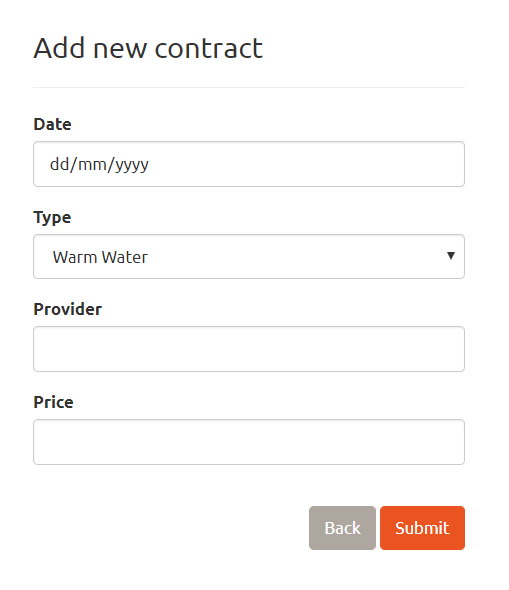 Add new contract
Date
dd/mm/yyyy
Type
Warm Water
Provider
Price
Back Submit